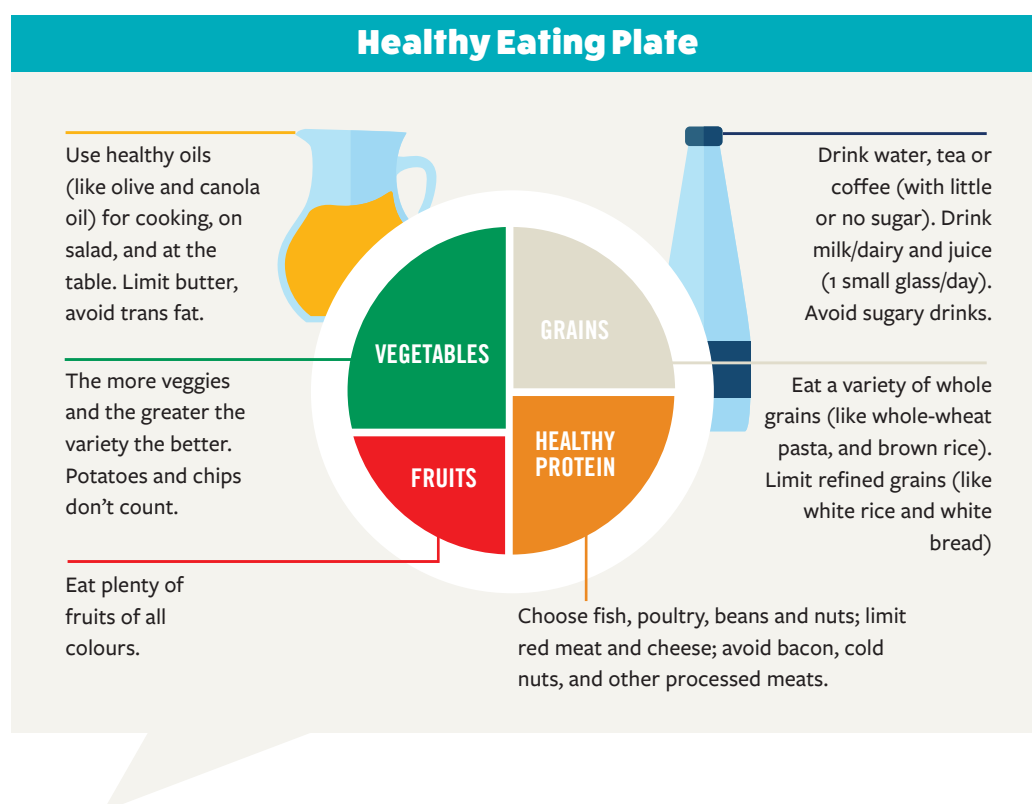 Healthy Eating Plate
Use healthy oils
(like olive and canola
oil) for cooking, on
salad, and at the
table. Limit butter,
avoid trans fat.
Drink water, tea or
coffee (with little
or no sugar). Drink
milk/dairy and juice
(1 small glass/day).
Avoid sugary drinks.
VEGETABLES
GRAINS
The more veggies
and the greater the
variety the better.
Potatoes and chips
don’t count.
Eat a variety of whole
grains (like whole-wheat
pasta, and brown rice).
Limit refined grains (like
white rice and white
bread)
FRUITS
HEALTHY
PROTEIN
Eat plenty of
fruits of all
colours.
Choose fish, poultry, beans and nuts; limit
red meat and cheese; avoid bacon, cold
nuts, and other processed meats.